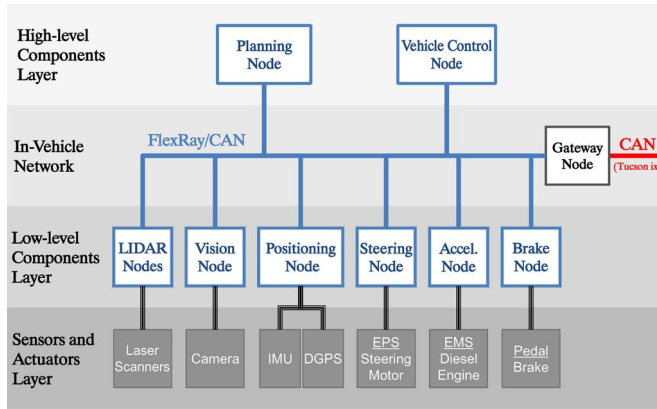 High-level
Components
Layer
Planning
Node
Vehicle Control
Node
In-Vehicle
Network
FlexRay/CAN
Gateway
Node
CAN
(Tucson ix
Low-level
Components
Layer
LIDAR
Nodes
Vision
Node
Positioning
Node
Steering
Node
Accel.
Node
Brake
Node
Sensors and
Actuators
Layer
Laser
Scanners
Camera
IMU
DGPS
EPS
Steering
Motor
EMS
Diesel
Engine
Pedal
Brake